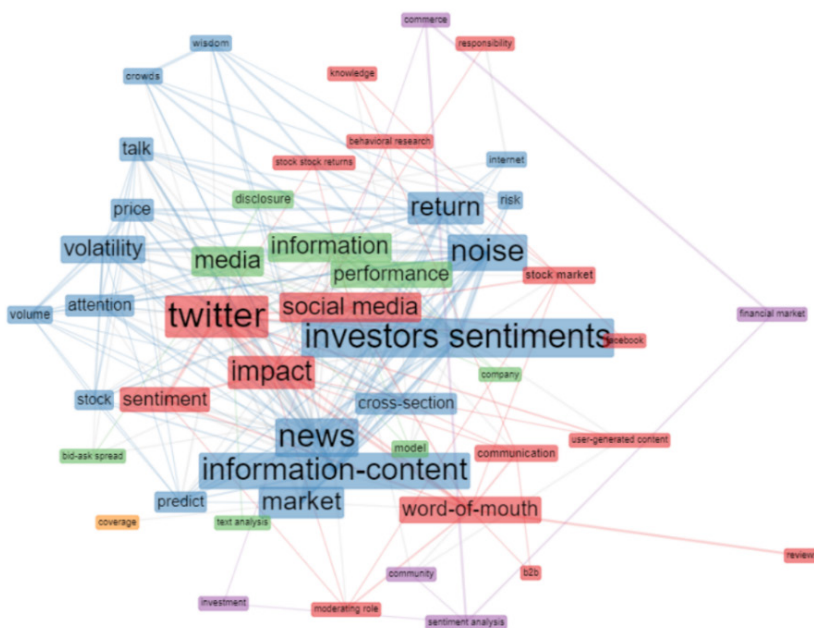 commerce
wisdom
responsibility
crowds
knowledge
behavioral research
talk
internet
stock stock returns
disclosure
risk
price
return
volatility
information
noise
media
performance
stock market
attention
social media
volume
twitter
financial market
investors sentiments
facebook
impact
company
stock
sentiment
cross-section
news
user-generated content
model
bid-ask spread
communication
information-content
predict
market
word-of-mouth
coverage
text analysis
review
community
b2b
investment
moderating role
sentiment analysis